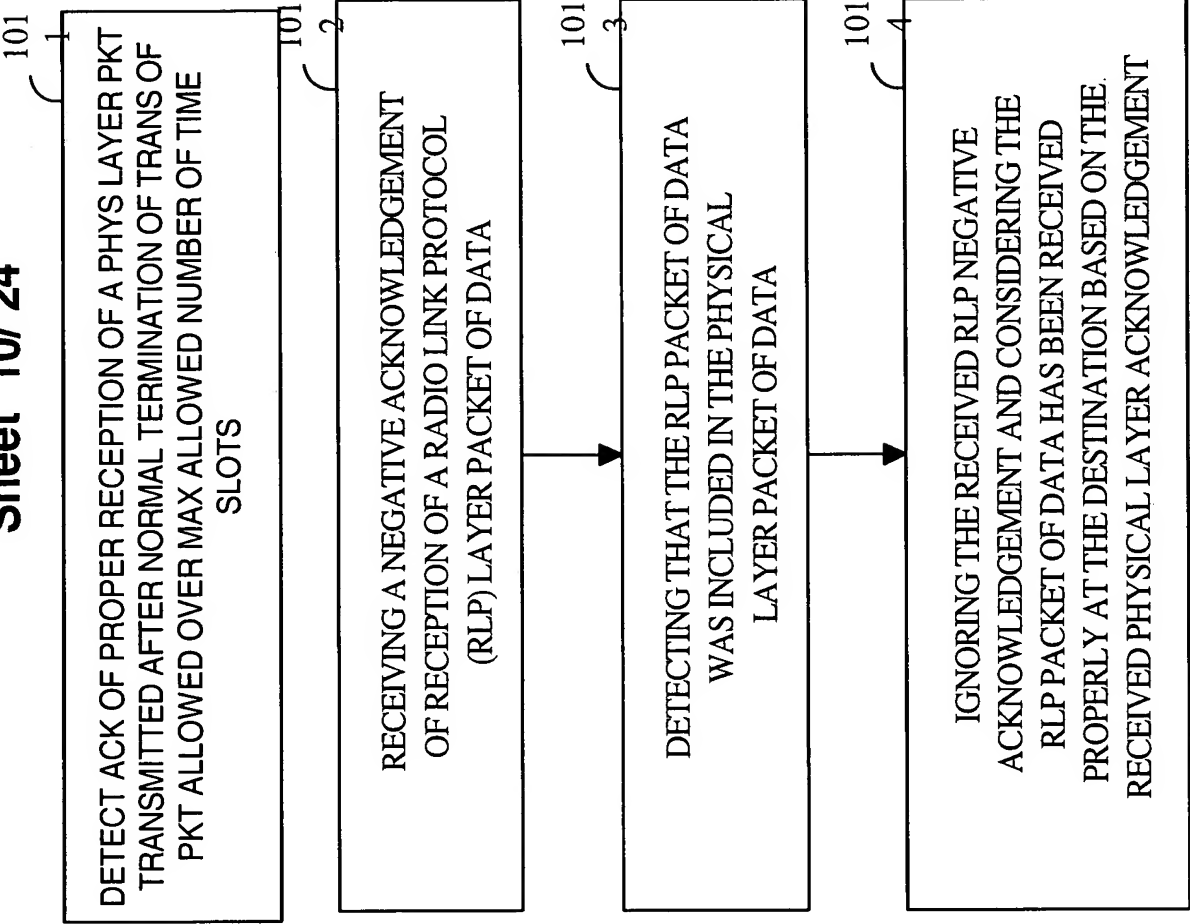 Sheet 10/ 24
101
1
DETECT ACK OF PROPER RECEPTION OF A PHYS LAYER PKT
TRANSMITTED AFTER NORMAL TERMINATION OF TRANS OF
PKT ALLOWED OVER MAX ALLOWED NUMBER OF TIME
SLOTS
101
2
RECEIVING A NEGATIVE ACKNOWLEDGEMENT
OF RECEPTION OF A RADIO LINK PROTOCOL
(RLP) LAYER PACKET OF DATA
101
3
DETECTING THAT THE RLP PACKET OF DATA
WAS INCLUDED IN THE PHYSICAL
LAYER PACKET OF DATA
101
4
IGNORING THE RECEIVED RLP NEGATIVE
ACKNOWLEDGEMENT AND CONSIDERING THE
RLP PACKET OF DATA HAS BEEN RECEIVED
PROPERLY AT THE DESTINATION BASED ON THE
RECEIVED PHYSICAL LAYER ACKNOWLEDGEMENT